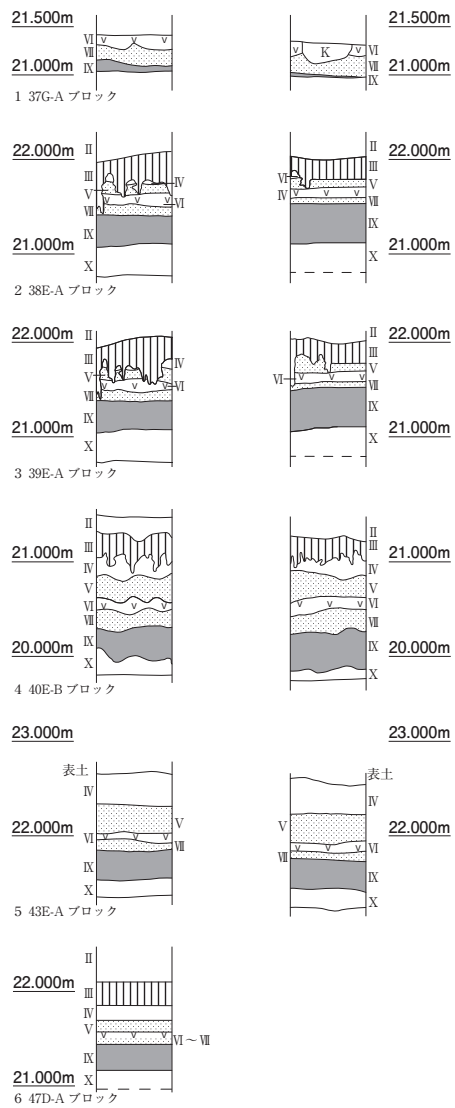 21.500m Ⅵ v v v Ⅶ 21.000m Ⅸ
21.500m v K v Ⅵ Ⅶ 21.000m Ⅸ
1 37G-A ブロック
Ⅱ 22.000m Ⅲ Ⅳ Ⅴ v v v Ⅵ Ⅶ Ⅸ 21.000m Ⅹ
Ⅱ 22.000m Ⅲ Ⅵ Ⅴ Ⅳ v v v Ⅶ Ⅸ 21.000m Ⅹ
2 38E-A ブロック
22.000m Ⅱ Ⅲ Ⅳ Ⅴ v v v Ⅵ Ⅶ Ⅸ 21.000m Ⅹ
Ⅱ 22.000m Ⅲ Ⅴ Ⅵ v v v Ⅶ Ⅸ 21.000m Ⅹ
3 39E-A ブロック
Ⅱ 21.000m Ⅲ Ⅳ Ⅴ Ⅵ v v v Ⅶ Ⅸ 20.000m Ⅹ
Ⅱ Ⅲ 21.000m Ⅳ Ⅴ v v v Ⅵ Ⅶ Ⅸ 20.000m Ⅹ
4 40E-B ブロック
23.000m 表土 Ⅳ 22.000m Ⅴ Ⅵ v v v Ⅶ Ⅸ Ⅹ
23.000m 表土 Ⅳ Ⅴ 22.000m v v v Ⅵ Ⅶ Ⅸ Ⅹ
5 43E-A ブロック
Ⅱ 22.000m Ⅲ Ⅳ Ⅴ v v v Ⅵ～Ⅶ Ⅸ 21.000m Ⅹ
6 47D-A ブロック